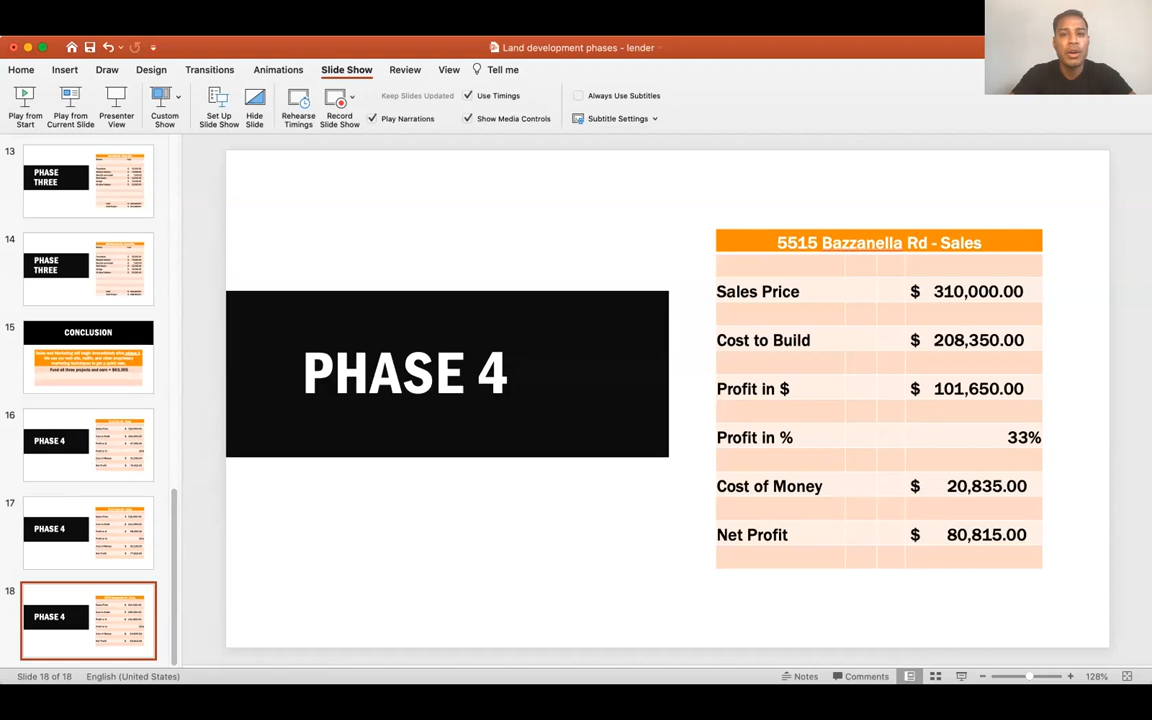 Land development phases - lender
Home Insert Draw Design Transitions Animations Slide Show Review View Tell me
Play from Start
Play from Current Slide
Presenter View
Custom Show
Set Up Slide Show
Hide Slide
Rehearse Timings
Record Slide Show
Keep Slides Updated
Use Timings
Always Use Subtitles
Play Narrations
Show Media Controls
Subtitle Settings
13
PHASE
THREE
14
PHASE
THREE
15
CONCLUSION
16
PHASE 4
17
PHASE 4
18
PHASE 4
PHASE 4
5515 Bazzanella Rd - Sales
Sales Price $ 310,000.00
Cost to Build $ 208,350.00
Profit in $ $ 101,650.00
Profit in % 33%
Cost of Money $ 20,835.00
Net Profit $ 80,815.00
Slide 18 of 18 English (United States) Notes Comments 128%